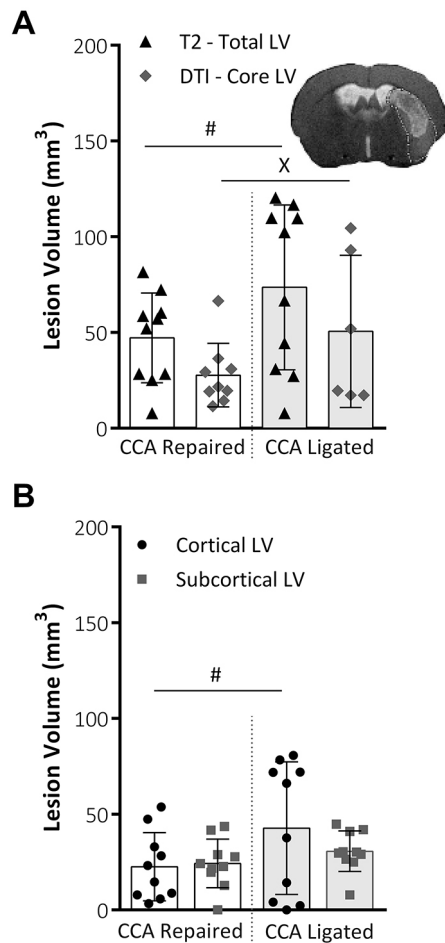 A
200
▲ T2 - Total LV
◆ DTI - Core LV
150
#
X
100
50
0
Lesion Volume (mm³)
CCA Repaired
CCA Ligated
B
200
● Cortical LV
■ Subcortical LV
150
#
100
50
0
Lesion Volume (mm³)
CCA Repaired
CCA Ligated